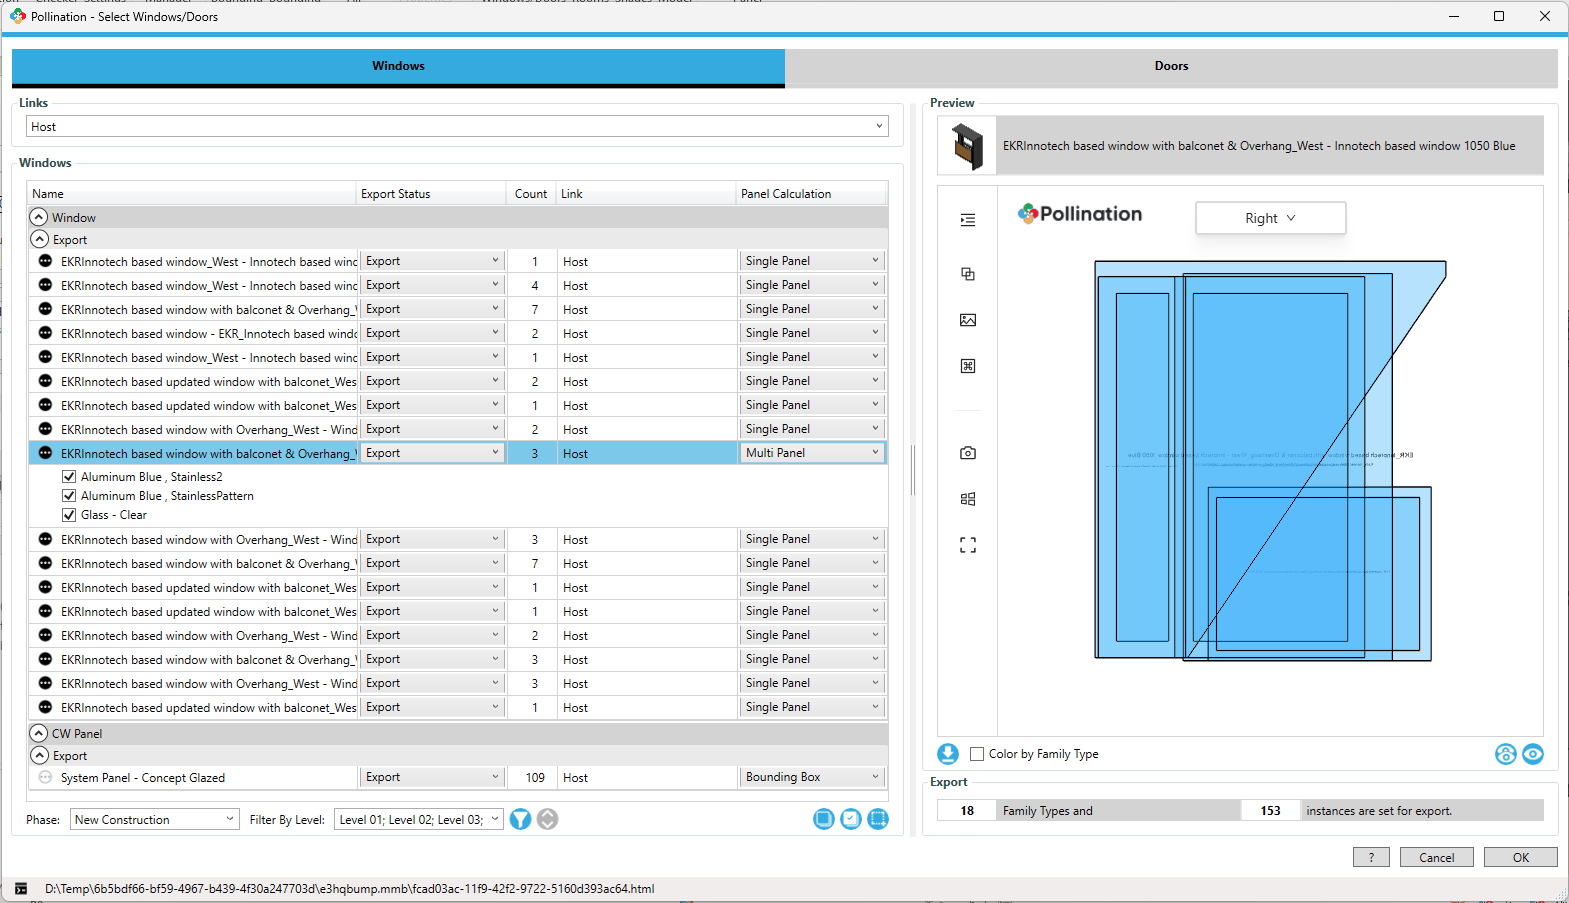 Pollination - Select Windows/Doors
Windows
Doors
Links
Host
Windows
Name Export Status Count Link Panel Calculation
Window
Export
EKRInnotech based window_West - Innotech based wind Export 1 Host Single Panel
EKRInnotech based window_West - Innotech based wind Export 4 Host Single Panel
EKRInnotech based window with balconet & Overhang_ Export 7 Host Single Panel
EKRInnotech based window - EKR_Innotech based wind Export 2 Host Single Panel
EKRInnotech based window_West - Innotech based wind Export 1 Host Single Panel
EKRInnotech based updated window with balconet_Wes Export 2 Host Single Panel
EKRInnotech based updated window with balconet_Wes Export 1 Host Single Panel
EKRInnotech based window with Overhang_West - Wind Export 2 Host Single Panel
EKRInnotech based window with balconet & Overhang_ Export 3 Host Multi Panel
Aluminum Blue , Stainless2
Aluminum Blue , StainlessPattern
Glass - Clear
EKRInnotech based window with Overhang_West - Wind Export 3 Host Single Panel
EKRInnotech based window with balconet & Overhang_ Export 7 Host Single Panel
EKRInnotech based updated window with balconet_Wes Export 1 Host Single Panel
EKRInnotech based updated window with balconet_Wes Export 1 Host Single Panel
EKRInnotech based window with Overhang_West - Wind Export 2 Host Single Panel
EKRInnotech based window with balconet & Overhang_ Export 3 Host Single Panel
EKRInnotech based window with Overhang_West - Wind Export 3 Host Single Panel
EKRInnotech based updated window with balconet_Wes Export 1 Host Single Panel
CW Panel
Export
System Panel - Concept Glazed Export 109 Host Bounding Box
Phase: New Construction Filter By Level: Level 01; Level 02; Level 03;
Preview
EKRInnotech based window with balconet & Overhang_West - Innotech based window 1050 Blue
Pollination
Right
Color by Family Type
Export
18 Family Types and 153 instances are set for export.
? Cancel OK
D:\Temp\6b5bdf66-bf59-4967-b439-4f30a247703d\e3hqbump.mmb\fcad03ac-11f9-42f2-9722-5160d393ac64.html